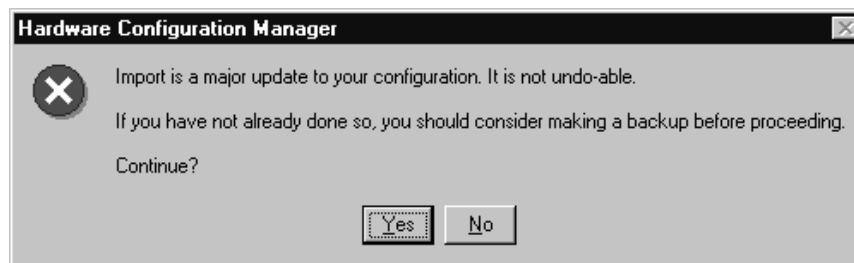 Hardware Configuration Manager
Import is a major update to your configuration. It is not undo-able.
If you have not already done so, you should consider making a backup before proceeding.
Continue?
Yes No